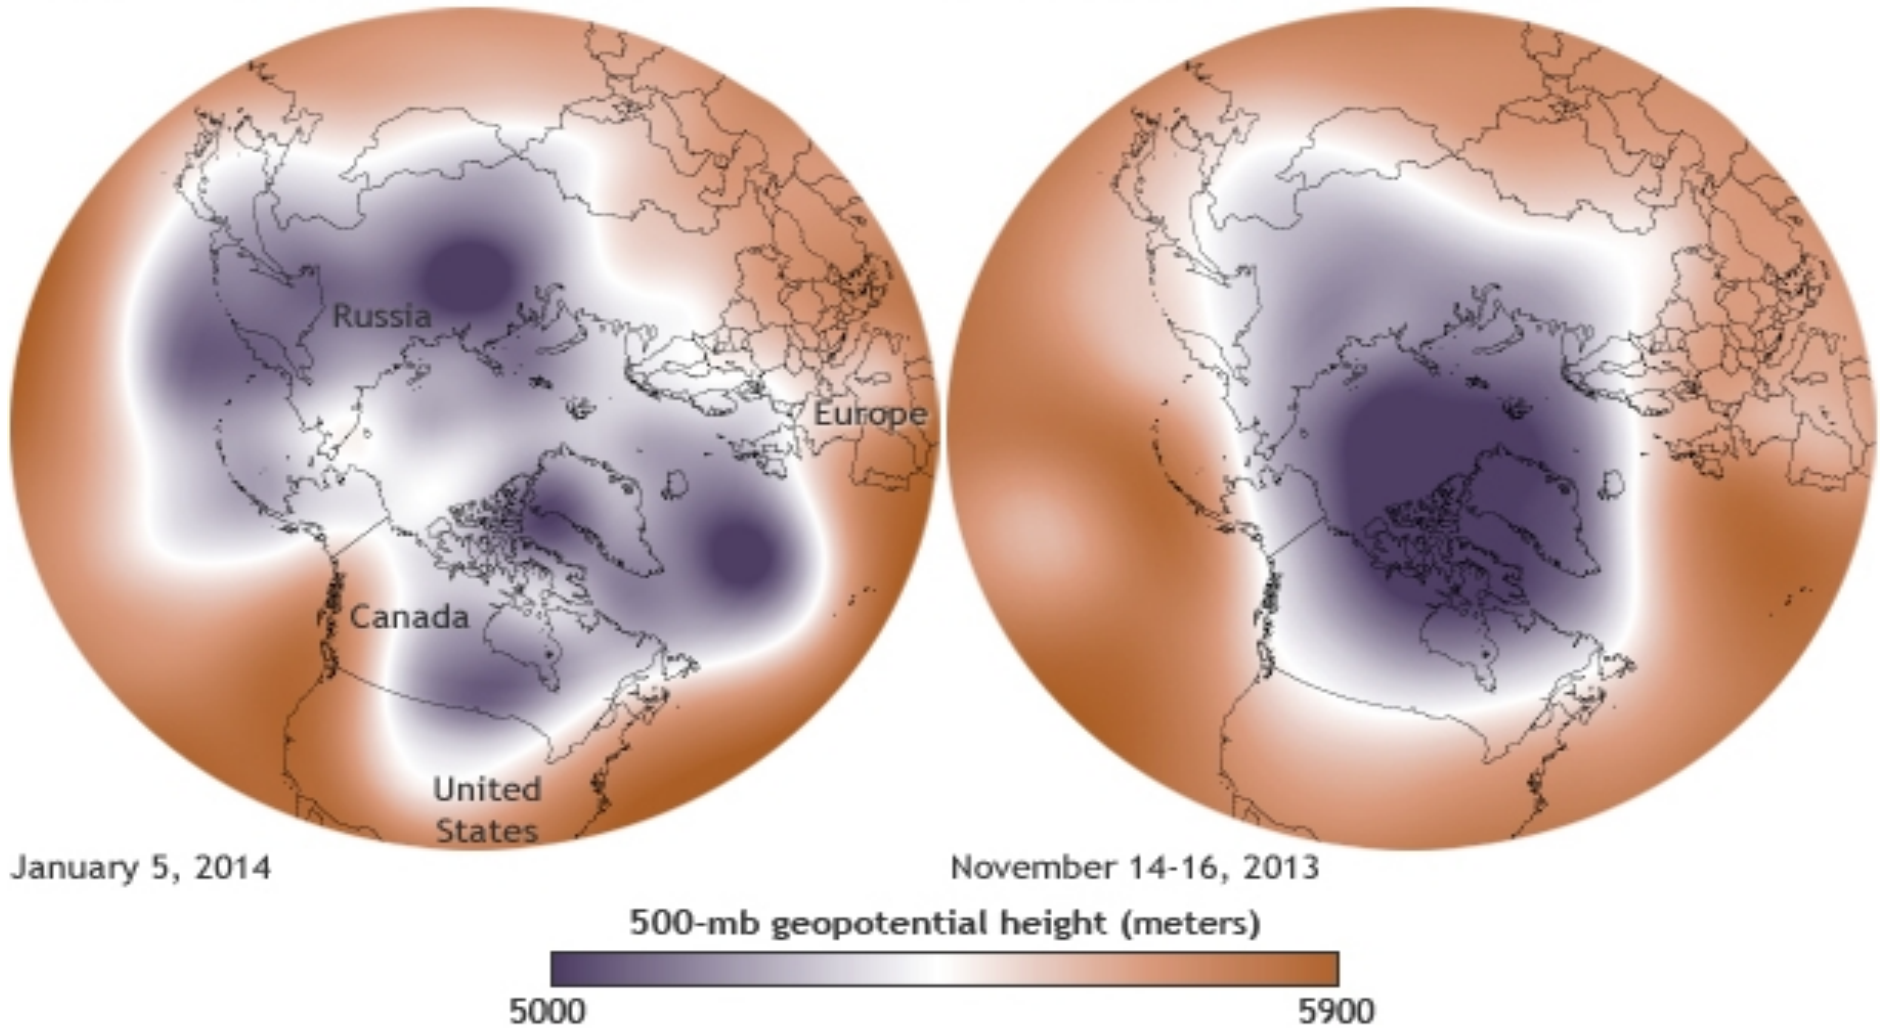 Russia
Europe
Canada
United
States
January 5, 2014
November 14-16, 2013
500-mb geopotential height (meters)
5000
5900